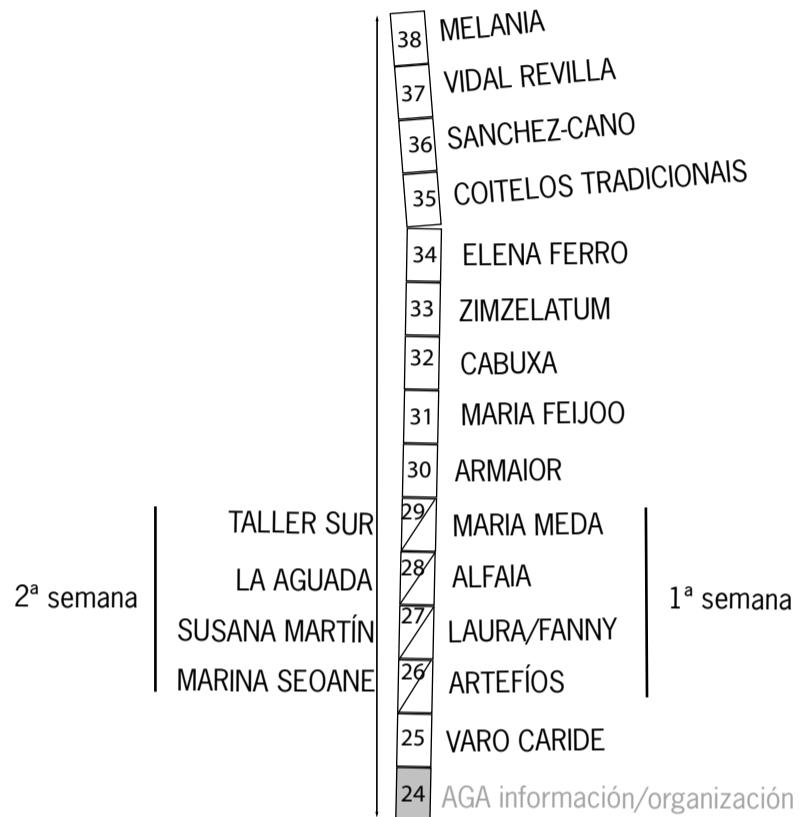 38 MELANIA
37 VIDAL REVILLA
36 SANCHEZ-CANO
35 COITELOS TRADICIONAIS
34 ELENA FERRO
33 ZIMZELATUM
32 CABUXA
31 MARIA FEIJOO
30 ARMAIOR
TALLER SUR 29 MARIA MEDA
LA AGUADA 28 ALFAIA
2ª semana
1ª semana
SUSANA MARTÍN 27 LAURA/FANNY
MARINA SEOANE 26 ARTEFÍOS
25 VARO CARIDE
24 AGA información/organización